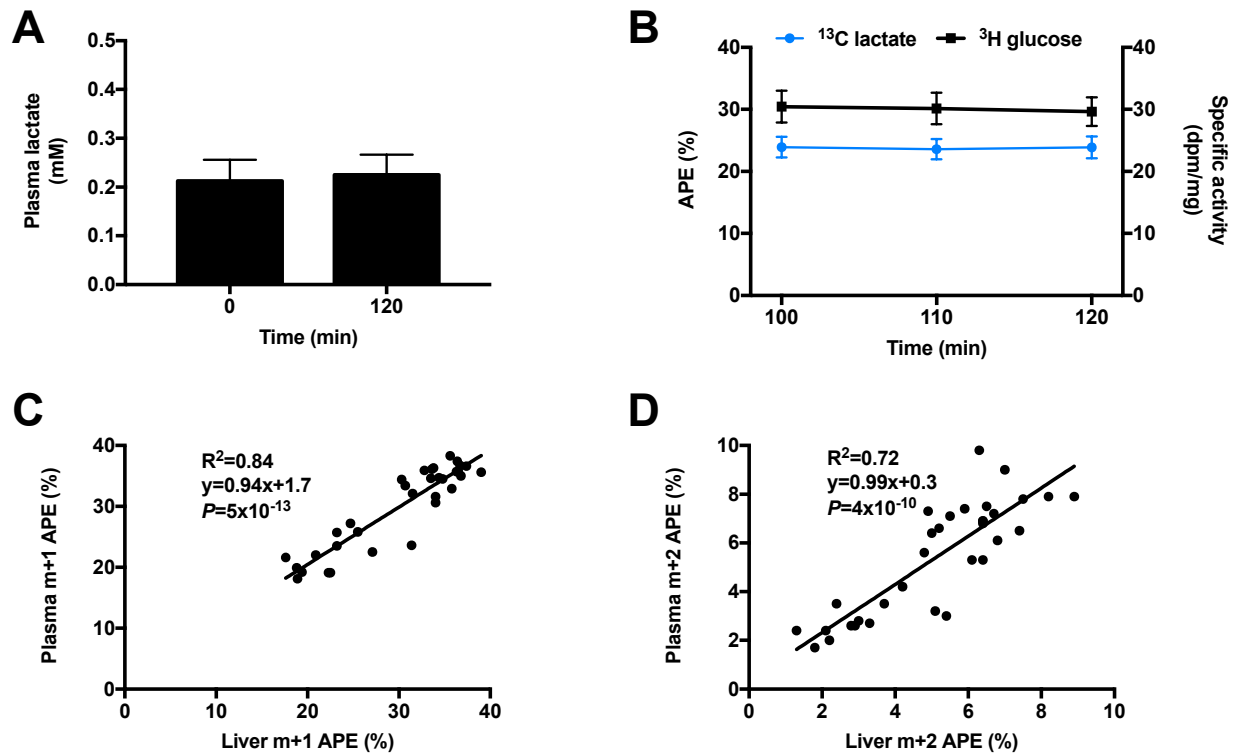 A
Plasma lactate
(mM)
0.5
0.4
0.3
0.2
0.1
0.0
0
120
Time (min)
B
13C lactate
3H glucose
APE (%)
40
30
20
10
0
40
30
20
10
0
Specific activity
(dpm/mg)
100
110
120
Time (min)
C
R²=0.84
y=0.94x+1.7
P=5x10⁻¹³
Plasma m+1 APE (%)
40
30
20
10
0
0
10
20
30
40
Liver m+1 APE (%)
D
R²=0.72
y=0.99x+0.3
P=4x10⁻¹⁰
Plasma m+2 APE (%)
10
8
6
4
2
0
0
2
4
6
8
10
Liver m+2 APE (%)